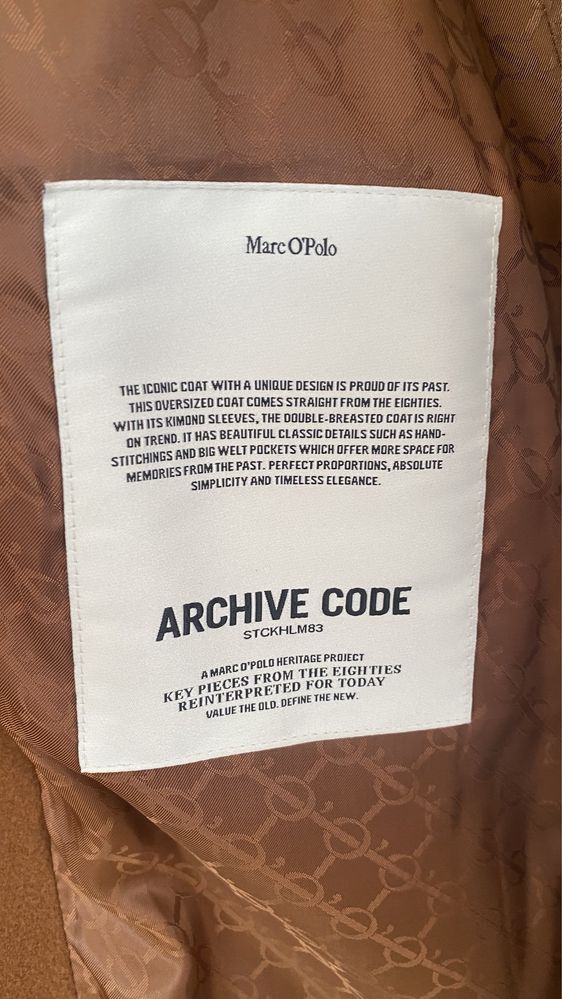 Marc O'Polo
THE ICONIC COAT WITH A UNIQUE DESIGN IS PROUD OF ITS PAST.
THIS OVERSIZED COAT COMES STRAIGHT FROM THE EIGHTIES.
WITH ITS KIMONO SLEEVES, THE DOUBLE-BREASTED COAT IS RIGHT
ON TREND. IT HAS BEAUTIFUL CLASSIC DETAILS SUCH AS HAND-
STITCHINGS AND BIG WELT POCKETS WHICH OFFER MORE SPACE FOR
MEMORIES FROM THE PAST. PERFECT PROPORTIONS, ABSOLUTE
SIMPLICITY AND TIMELESS ELEGANCE.
ARCHIVE CODE
STCKHLM83
A MARC O'POLO HERITAGE PROJECT
KEY PIECES FROM THE EIGHTIES
REINTERPRETED FOR TODAY
VALUE THE OLD. DEFINE THE NEW.